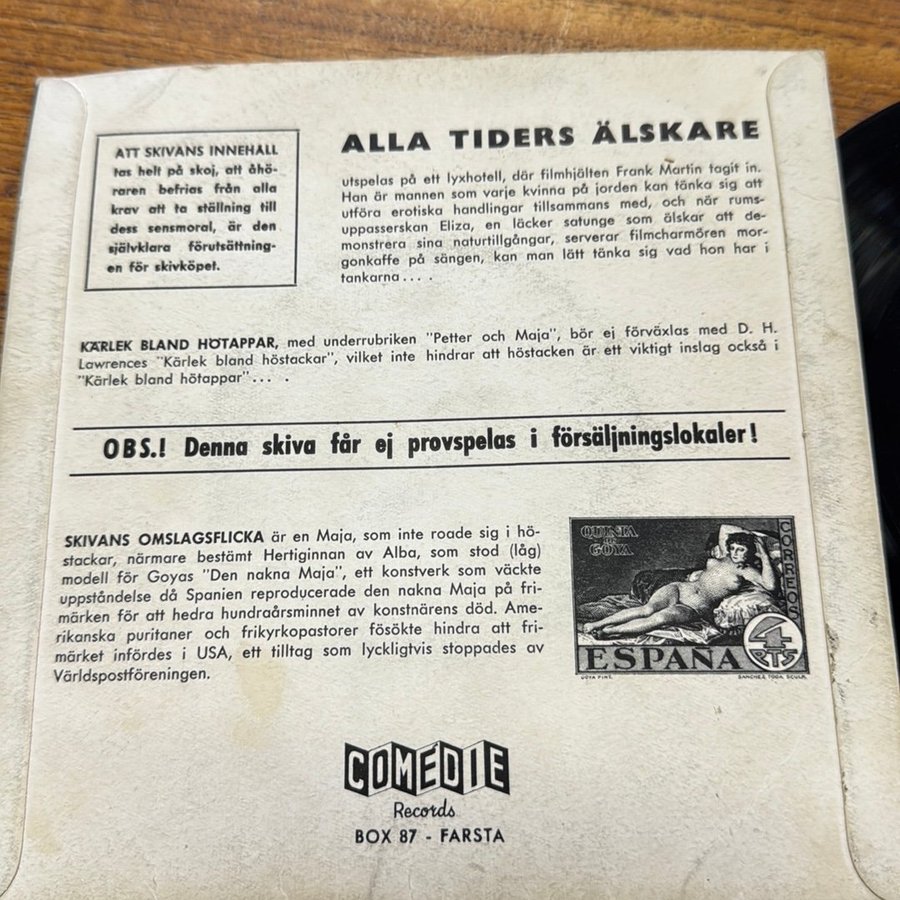 ATT SKIVANS INNEHÅLL
tas helt på skoj, att åhö-
raren befrias från alla
krav att ta ställning till
dess sensmoral, är den
självklara förutsättning-
en för skivköpet.
ALLA TIDERS ÄLSKARE
utspelas på ett lyxhotell, där filmhjälten Frank Martin tagit in.
Han är mannen som varje kvinna på jorden kan tänka sig att
utföra erotiska handlingar tillsammans med, och när rums-
uppasserskan Eliza, en läcker satunge som älskar att de-
monstrera sina naturtillgångar, serverar filmcharmören mor-
gonkaffe på sängen, kan man lätt tänka sig vad hon har i
tankarna... .
KÄRLEK BLAND HÖTAPPAR, med underrubriken "Petter och Maja", bör ej förväxlas med D. H.
Lawrences "Kärlek bland höstackar", vilket inte hindrar att höstacken är ett viktigt inslag också i
"Kärlek bland hötappar"... .
OBS.! Denna skiva får ej provspelas i försäljningslokaler!
SKIVANS OMSLAGSFLICKA är en Maja, som inte roade sig i hö-
stackar, närmare bestämt Hertiginnan av Alba, som stod (låg)
modell för Goyas "Den nakna Maja", ett konstverk som väckte
uppståndelse då Spanien reproducerade den nakna Maja på fri-
märken för att hedra hundraårsminnet av konstnärens död. Ame-
rikanska puritaner och frikyrkopastorer fösökte hindra att fri-
märket infördes i USA, ett tilltag som lyckligtvis stoppades av
Världspostföreningen.
QUINTA
DE
GOYA
CORREOS
ESPAÑA
4
PTS
GOYA PINT.
SANCHEZ TODA SCULP.
COMEDIE
Records
BOX 87 - FARSTA